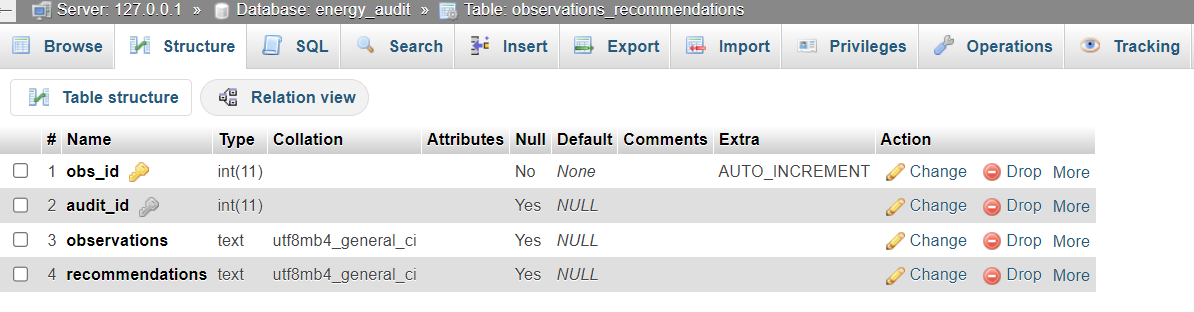 Server: 127.0.0.1 » Database: energy_audit » Table: observations_recommendations
Browse Structure SQL Search Insert Export Import Privileges Operations Tracking
Table structure Relation view
# Name Type Collation Attributes Null Default Comments Extra Action
1 obs_id int(11) No None AUTO_INCREMENT Change Drop More
2 audit_id int(11) Yes NULL Change Drop More
3 observations text utf8mb4_general_ci Yes NULL Change Drop More
4 recommendations text utf8mb4_general_ci Yes NULL Change Drop More